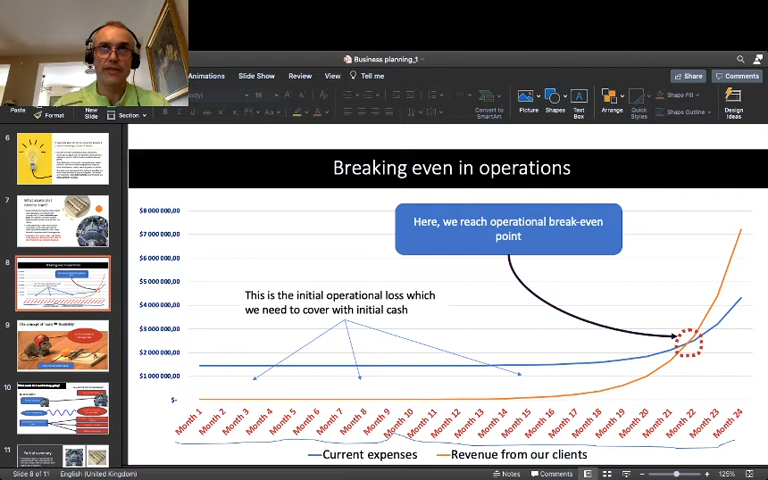 Business planning_1
Animations
Slide Show
Review
View
Tell me
Share
Comments
Paste
Format
New
Slide
Section
Convert to
SmartArt
Picture
Shapes
Text
Box
Arrange
Quick
Styles
Shape Fill
Shape Outline
Design
Ideas
6
7
8
9
10
11
Breaking even in operations
$8 000 000,00
$7 000 000,00
$6 000 000,00
$5 000 000,00
$4 000 000,00
$3 000 000,00
$2 000 000,00
$1 000 000,00
$-
Here, we reach operational break-even
point
This is the initial operational loss which
we need to cover with initial cash
Month 1
Month 2
Month 3
Month 4
Month 5
Month 6
Month 7
Month 8
Month 9
Month 10
Month 11
Month 12
Month 13
Month 14
Month 15
Month 16
Month 17
Month 18
Month 19
Month 20
Month 21
Month 22
Month 23
Month 24
Current expenses
Revenue from our clients
Slide 8 of 11
English (United Kingdom)
Notes
Comments
125%